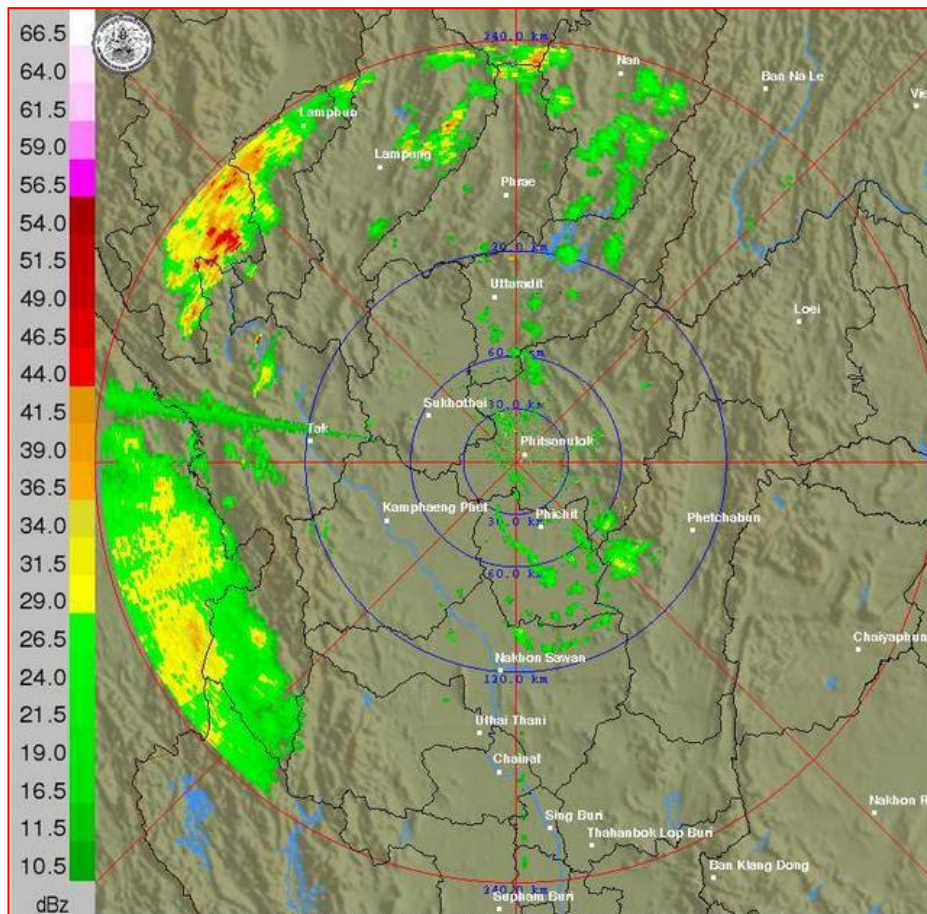 66.5
64.0
61.5
59.0
56.5
54.0
51.5
49.0
46.5
44.0
41.5
39.0
36.5
34.0
31.5
29.0
26.5
24.0
21.5
19.0
16.5
11.5
10.5
dBz
240.0 km
Nan
Ban Na Le
Vie
Lamphun
Lampang
Phrae
Uttaradit
Loei
60.0 km
30.0 km
Sukhothai
Tak
Phitsanulok
Kamphaeng Phet
Phichit
30.0 km
Phetchabun
60.0 km
Chaiyaphum
Nakhon Sawan
120.0 km
Uthai Thani
Chainat
Sing Buri
Nakhon R
Thahanbok Lop Buri
Ban Klang Dong
240.0 km
Supham Buri